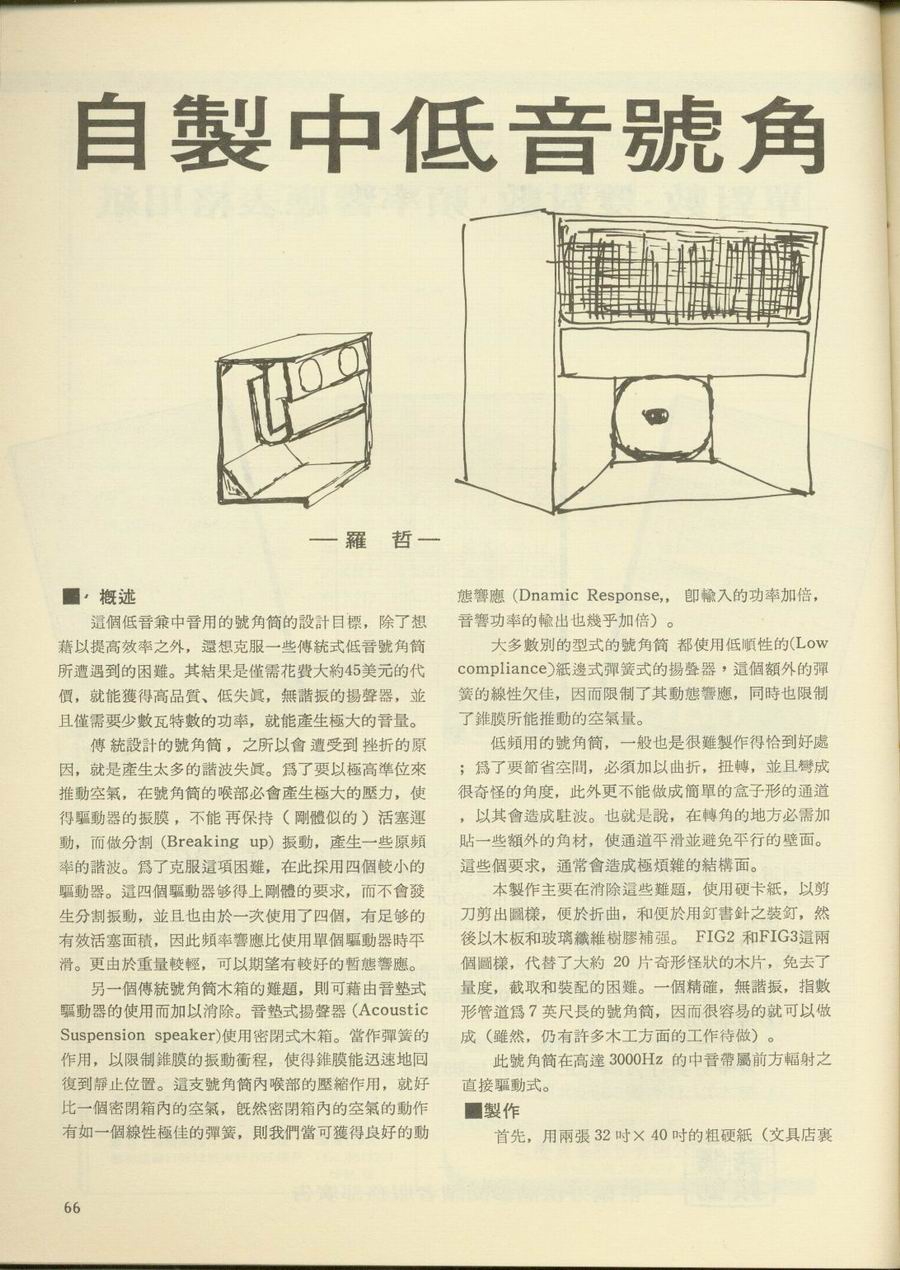 自製中低音號角
—羅　哲—
■· 概述
這個低音兼中音用的號角筒的設計目標，除了想
藉以提高效率之外，還想克服一些傳統式低音號角筒
所遭遇到的困難。其結果是僅需花費大約45美元的代
價，就能獲得高品質、低失眞，無諧振的揚聲器，並
且僅需要少數瓦特數的功率，就能產生極大的音量。
傳統設計的號角筒，之所以會遭受到挫折的原
因，就是產生太多的諧波失眞。爲了要以極高準位來
推動空氣，在號角筒的喉部必會產生極大的壓力，使
得驅動器的振膜，不能再保持（剛體似的）活塞運
動，而做分割 (Breaking up) 振動，產生一些原頻
率的諧波。爲了克服這項困難，在此採用四個較小的
驅動器。這四個驅動器够得上剛體的要求，而不會發
生分割振動，並且也由於一次使用了四個，有足够的
有效活塞面積，因此頻率響應比使用單個驅動器時平
滑。更由於重量較輕，可以期望有較好的暫態響應。
另一個傳統號角筒木箱的難題，則可藉由音墊式
驅動器的使用而加以消除。音墊式揚聲器 (Acoustic
Suspension speaker)使用密閉式木箱。當作彈簧的
作用，以限制錐膜的振動衝程，使得錐膜能迅速地囘
復到靜止位置。這支號角筒內喉部的壓縮作用，就好
比一個密閉箱內的空氣，旣然密閉箱內的空氣的動作
有如一個線性極佳的彈簧，則我們當可獲得良好的動
態響應 (Dnamic Response,，卽輸入的功率加倍，
音響功率的輸出也幾乎加倍）。
大多數別的型式的號角筒 都使用低順性的(Low
compliance)紙邊式彈簧式的揚聲器，這個額外的彈
簧的線性欠佳，因而限制了其動態響應，同時也限制
了錐膜所能推動的空氣量。
低頻用的號角筒，一般也是很難製作得恰到好處
；爲了要節省空間，必須加以曲折，扭轉，並且彎成
很奇怪的角度，此外更不能做成簡單的盒子形的通道
，以其會造成駐波。也就是說，在轉角的地方必需加
貼一些額外的角材，使通道平滑並避免平行的壁面。
這些個要求，通常會造成極煩雜的結構面。
本製作主要在消除這些難題，使用硬卡紙，以剪
刀剪出圖樣，便於折曲，和便於用釘書針之裝釘，然
後以木板和玻璃纖維樹膠補强。 FIG2 和FIG3這兩
個圖樣，代替了大約 20 片奇形怪狀的木片，免去了
量度，截取和裝配的困難。一個精確，無諧振，指數
形管道爲 7 英尺長的號角筒，因而很容易的就可以做
成（雖然，仍有許多木工方面的工作待做）。
此號角筒在高達 3000Hz 的中音帶屬前方輻射之
直接驅動式。
■製作
首先，用兩張 32 吋× 40 吋的粗硬紙（文具店裏
66